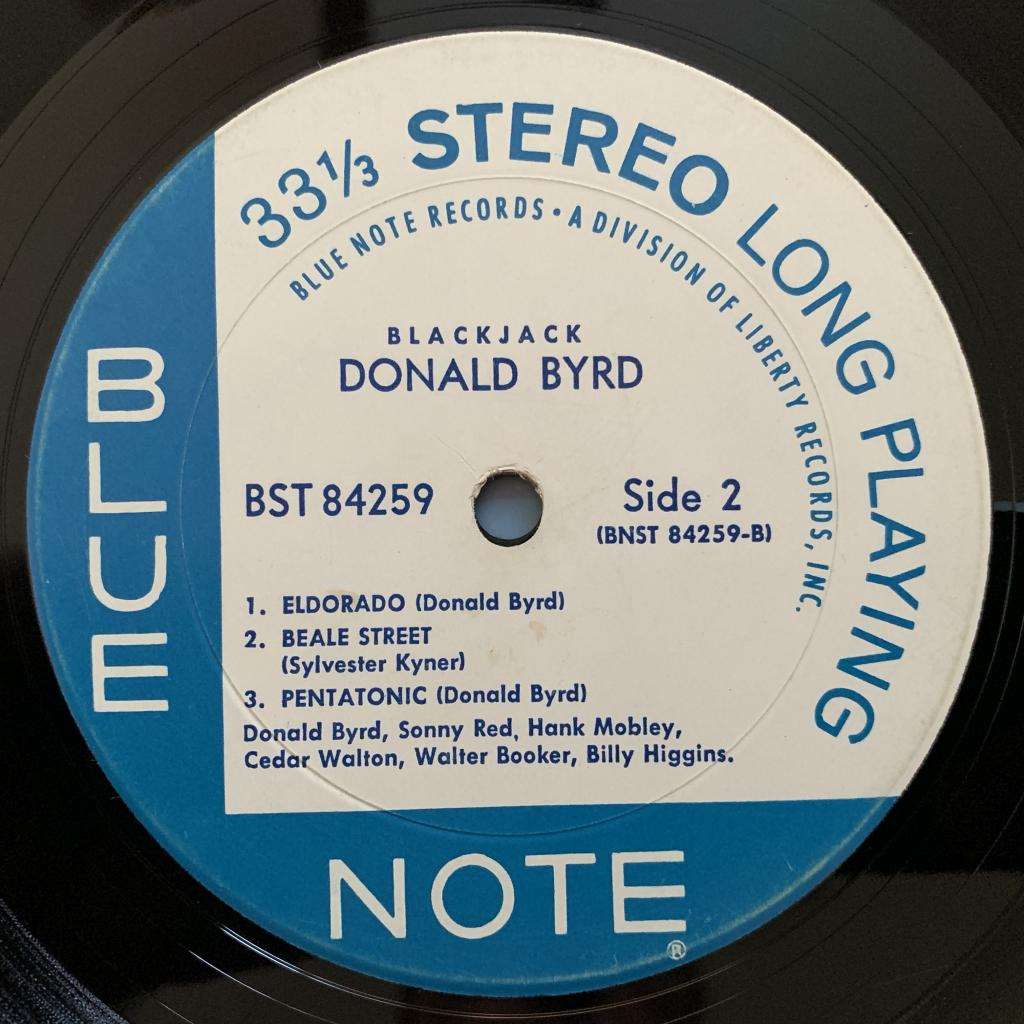 33⅓ STEREO LONG PLAYING
BLUE NOTE RECORDS • A DIVISION OF LIBERTY RECORDS, INC.
BLACKJACK
DONALD BYRD
BST 84259
Side 2
(BNST 84259-B)
1. ELDORADO (Donald Byrd)
2. BEALE STREET
(Sylvester Kyner)
3. PENTATONIC (Donald Byrd)
Donald Byrd, Sonny Red, Hank Mobley,
Cedar Walton, Walter Booker, Billy Higgins.
BLUE
NOTE
®